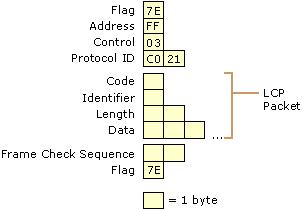 Flag 7E
Address FF
Control 03
Protocol ID C0 21
Code
Identifier
Length
Data ...
LCP
Packet
Frame Check Sequence
Flag 7E
= 1 byte